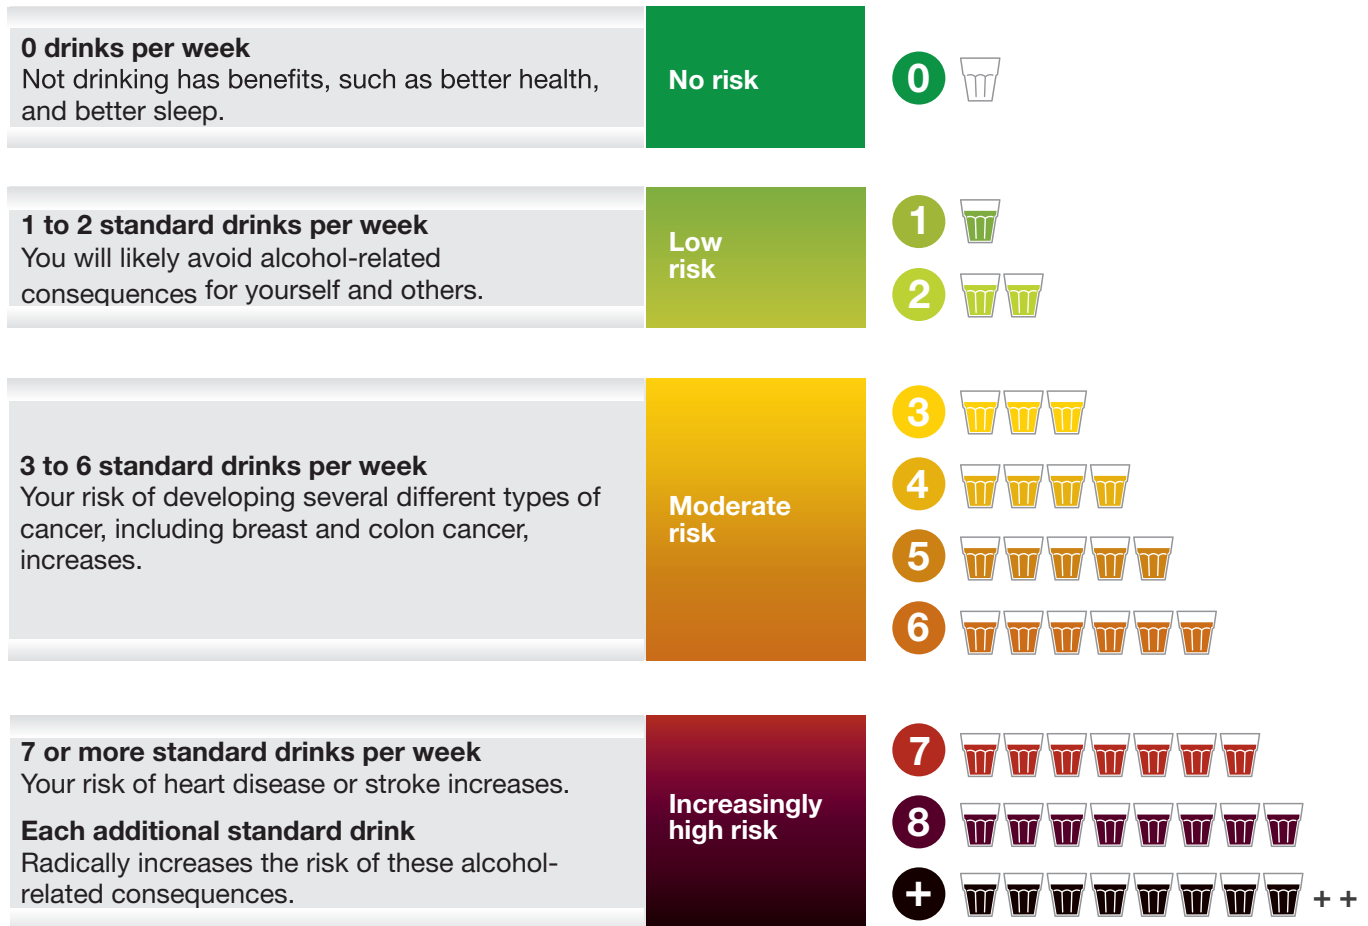 0 drinks per week
Not drinking has benefits, such as better health,
and better sleep.
No risk
0
1 to 2 standard drinks per week
You will likely avoid alcohol-related
consequences for yourself and others.
Low
risk
1
2
3 to 6 standard drinks per week
Your risk of developing several different types of
cancer, including breast and colon cancer,
increases.
Moderate
risk
3
4
5
6
7 or more standard drinks per week
Your risk of heart disease or stroke increases.
Each additional standard drink
Radically increases the risk of these alcohol-
related consequences.
Increasingly
high risk
7
8
+
+ +